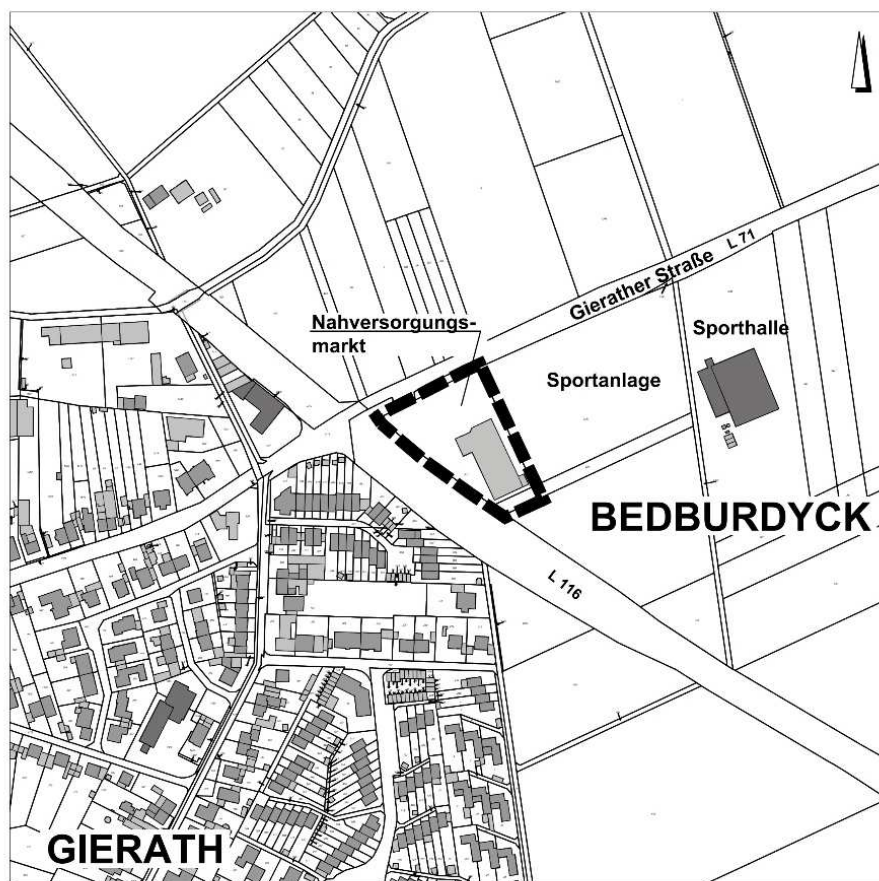 L 71
Gierather Straße
Nahversorgungs-
markt
Sporthalle
Sportanlage
BEDBURDYCK
L 116
GIERATH